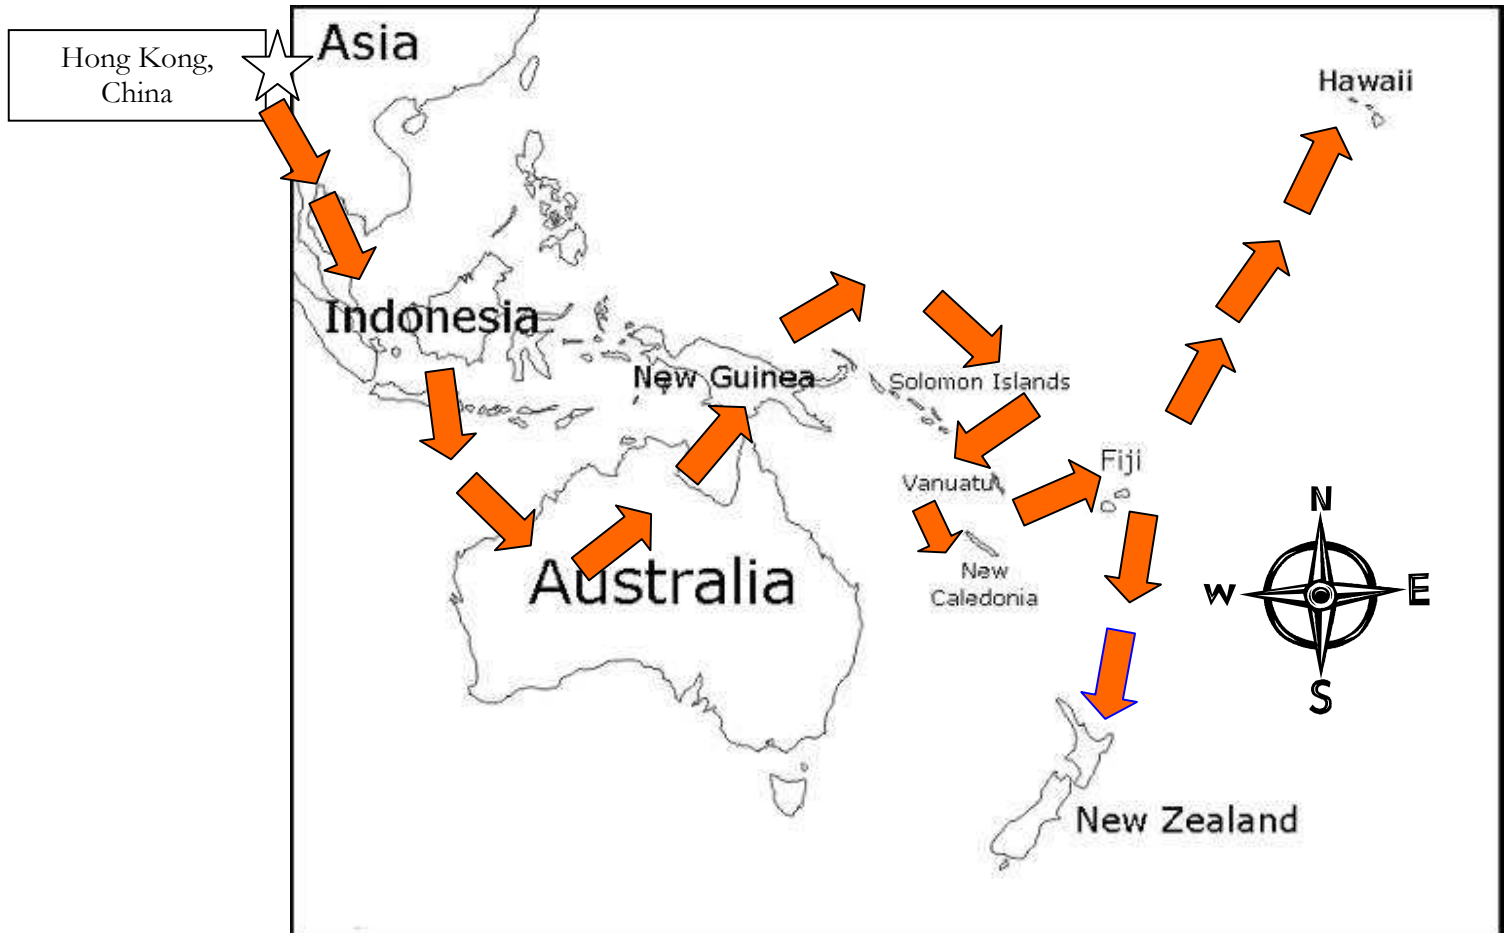 Asia
Hong Kong,
China
Hawaii
Indonesia
New Guinea
Solomon Islands
Fiji
Vanuatu
N
New
Caledonia
Australia
W
E
S
New Zealand